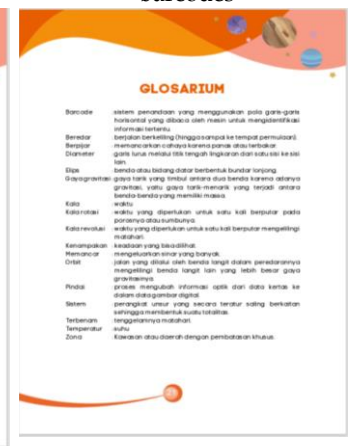 barcodes
GLOSARIUM
Barcode sistem penandaan yang menggunakan pola garis-garis
horisontal yang dibaca oleh mesin untuk mengidentifikasi
informasi tertentu.
Beredar berjalan berkeliling (hingga sampai ke tempat permulaan).
Berpijar memancarkan cahaya karena panas atau terbakar.
Diameter garis lurus melalui titik tengah lingkaran dari satu sisi ke sisi
lain.
Elips benda atau bidang datar berbentuk bundar lonjong.
Gaya gravitasi gaya tarik yang timbul antara dua benda karena adanya
gravitasi, yaitu gaya tarik-menarik yang terjadi antara
benda-benda yang memiliki massa.
Kala waktu
Kala rotasi waktu yang diperlukan untuk satu kali berputar pada
porosnya atau sumbunya.
Kala revolusi waktu yang diperlukan untuk satu kali berputar mengelilingi
matahari.
Kenampakan keadaan yang bisa dilihat.
Memancar mengeluarkan sinar yang banyak.
Orbit jalan yang dilalui oleh benda langit dalam peredarannya
mengelilingi benda langit lain yang lebih besar gaya
gravitasinya.
Pindai proses mengubah informasi optik dari data kertas ke
dalam data gambar digital.
Sistem perangkat unsur yang secara teratur saling berkaitan
sehingga membentuk suatu totalitas.
Terbenam tenggelamnya matahari.
Temperatur suhu
Zona Kawasan atau daerah dengan pembatasan khusus.